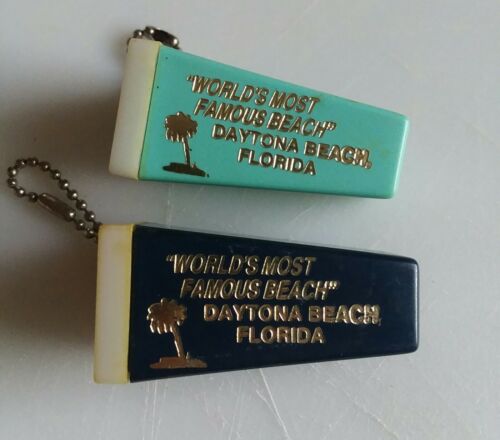 "WORLD'S MOST
FAMOUS BEACH"
DAYTONA BEACH,
FLORIDA
"WORLD'S MOST
FAMOUS BEACH"
DAYTONA BEACH,
FLORIDA